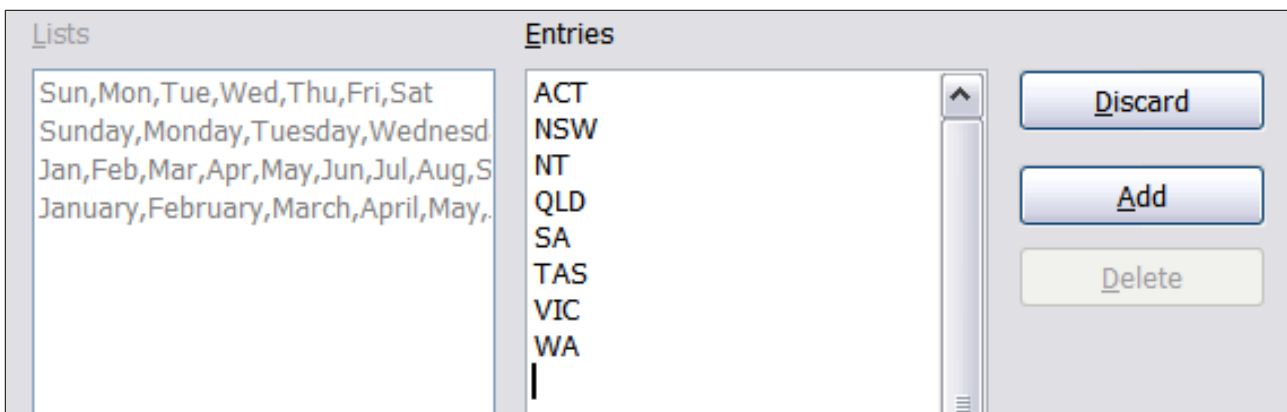 Lists
Sun,Mon,Tue,Wed,Thu,Fri,Sat
Sunday,Monday,Tuesday,Wednesd
Jan,Feb,Mar,Apr,May,Jun,Jul,Aug,S
January,February,March,April,May,.
Entries
ACT
NSW
NT
QLD
SA
TAS
VIC
WA
Discard
Add
Delete